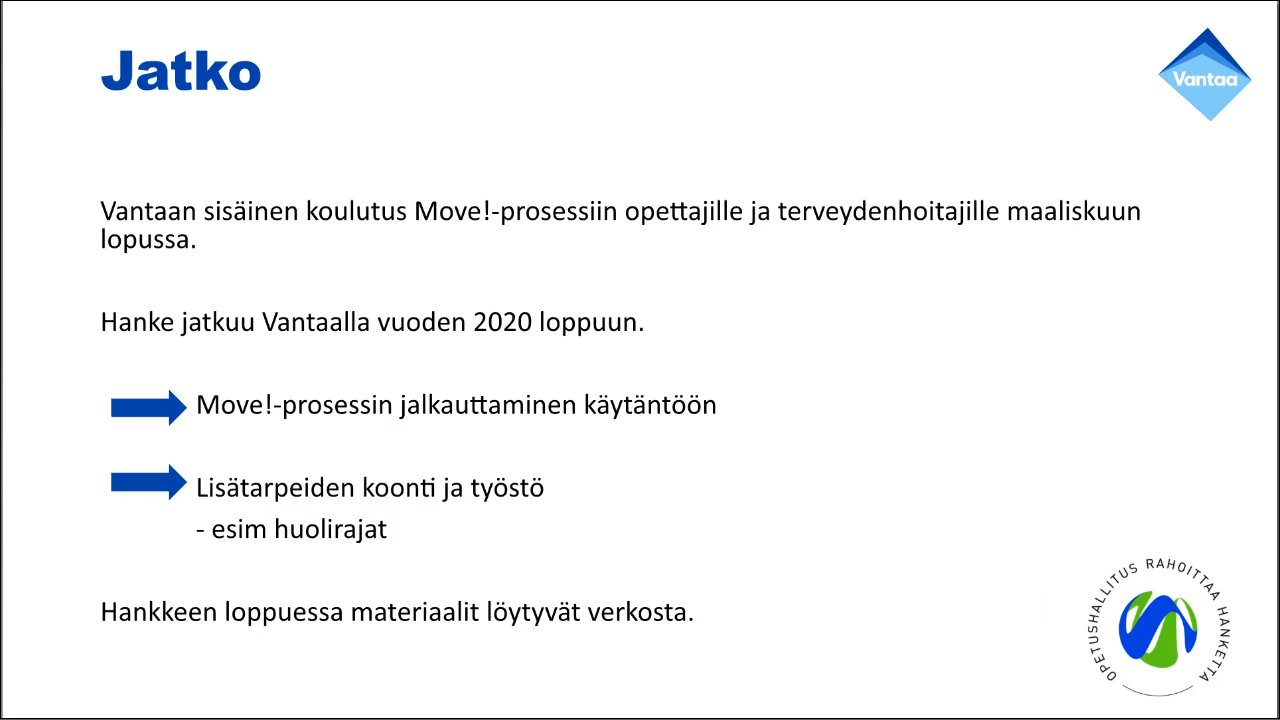 Jatko
Vantaa
Vantaan sisäinen koulutus Move!-prosessiin opettajille ja terveydenhoitajille maaliskuun
lopussa.
Hanke jatkuu Vantaalla vuoden 2020 loppuun.
Move!-prosessin jalkauttaminen käytäntöön
Lisätarpeiden koonti ja työstö
- esim huolirajat
Hankkeen loppuessa materiaalit löytyvät verkosta.
OPETUSHALLITUS RAHOITTAA HANKETTA